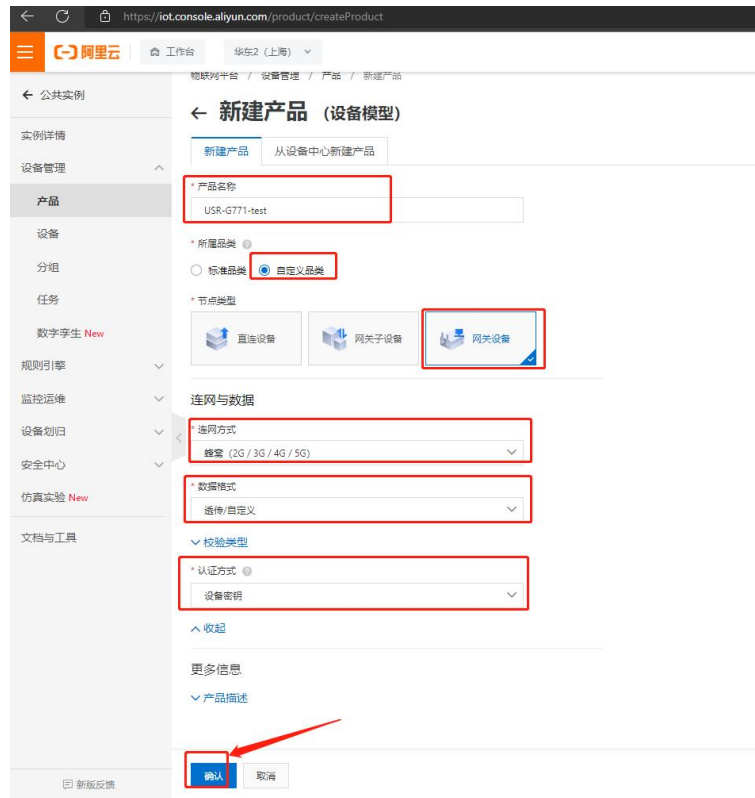 https://iot.console.aliyun.com/product/createProduct
阿里云 工作台 华东2（上海）
物联网平台 / 设备管理 / 产品 / 新建产品
公共实例
新建产品 （设备模型）
实例详情
设备管理
产品
设备
分组
任务
数字孪生 New
规则引擎
监控运维
设备划归
安全中心
仿真实验 New
文档与工具
新版反馈
新建产品 从设备中心新建产品
* 产品名称
USR-G771-test
* 所属品类
标准品类 自定义品类
* 节点类型
直连设备 网关子设备 网关设备
连网与数据
* 连网方式
蜂窝（2G / 3G / 4G / 5G）
* 数据格式
透传/自定义
校验类型
* 认证方式
设备密钥
收起
更多信息
产品描述
确认 取消